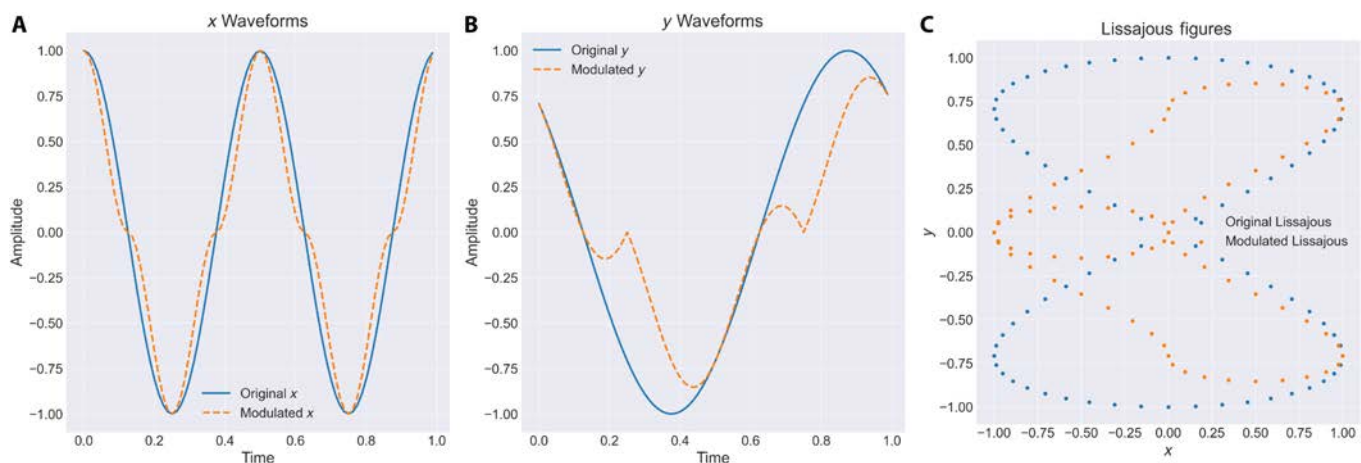 A
x Waveforms
Amplitude
1.00
0.75
0.50
0.25
0.00
−0.25
−0.50
−0.75
−1.00
Original x
Modulated x
0.0 0.2 0.4 0.6 0.8 1.0
Time
B
y Waveforms
Original y
Modulated y
Amplitude
1.00
0.75
0.50
0.25
0.00
−0.25
−0.50
−0.75
−1.00
0.0 0.2 0.4 0.6 0.8 1.0
Time
C
Lissajous figures
y
1.00
0.75
0.50
0.25
0.00
−0.25
−0.50
−0.75
−1.00
Original Lissajous
Modulated Lissajous
−1.00 −0.75 −0.50 −0.25 0.00 0.25 0.50 0.75 1.00
x